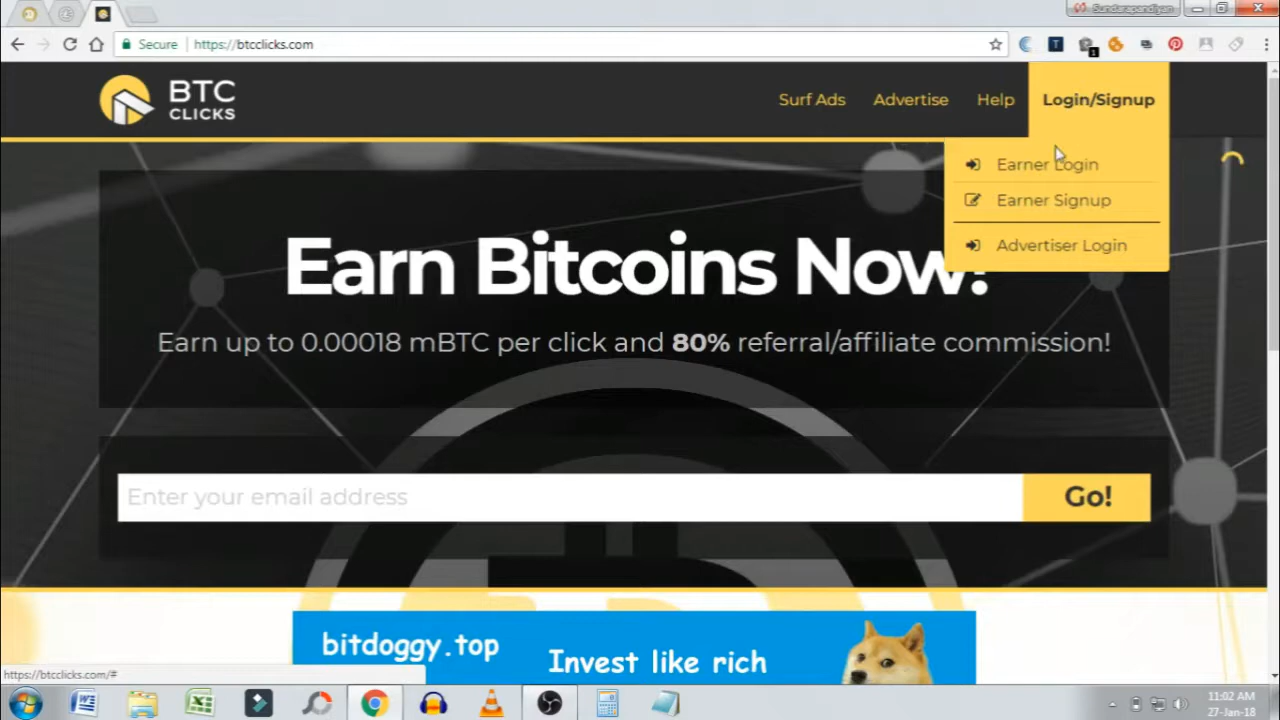 Sundarapandiyan
Secure
https://btcclicks.com
BTC
CLICKS
Surf Ads
Advertise
Help
Login/Signup
Earner Login
Earner Signup
Advertiser Login
Earn Bitcoins Now!
Earn up to 0.00018 mBTC per click and 80% referral/affiliate commission!
Enter your email address
Go!
bitdoggy.top
Invest like rich
https://btcclicks.com/#
11:02 AM
27-Jan-18